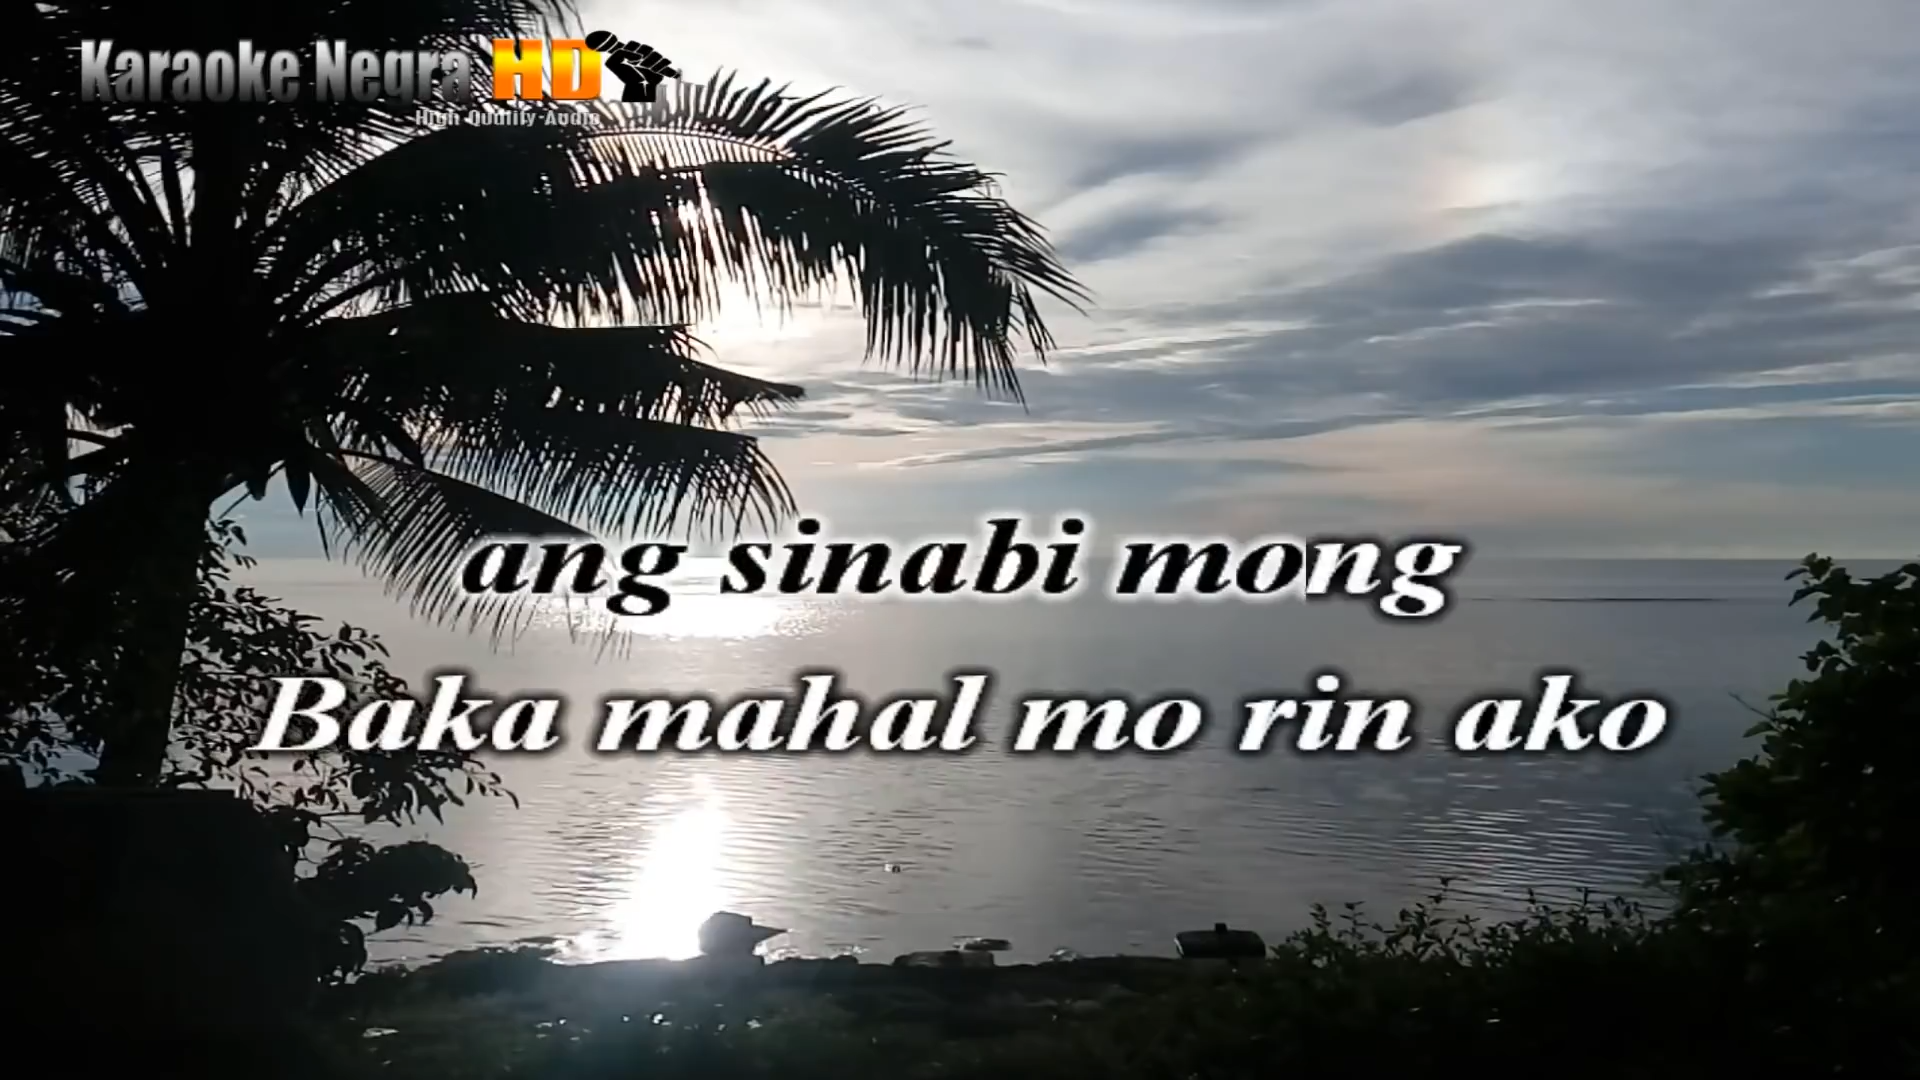 Karaoke Negra HD
High Quality Audio
ang sinabi mong
Baka mahal mo rin ako